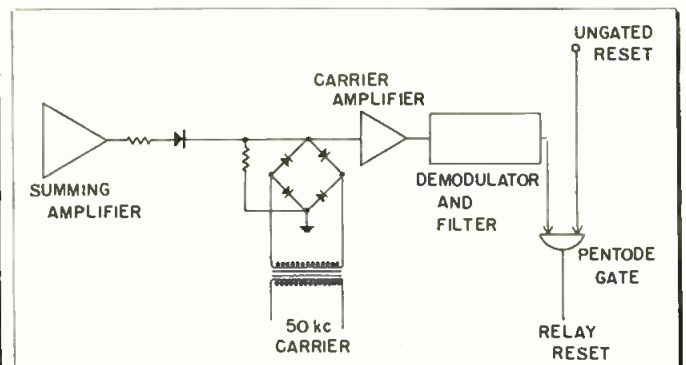 UNGATED
RESET
CARRIER
AMPLIFIER
SUMMING
AMPLIFIER
DEMODULATOR
AND
FILTER
PENTODE
GATE
50 kc
CARRIER
RELAY
RESET